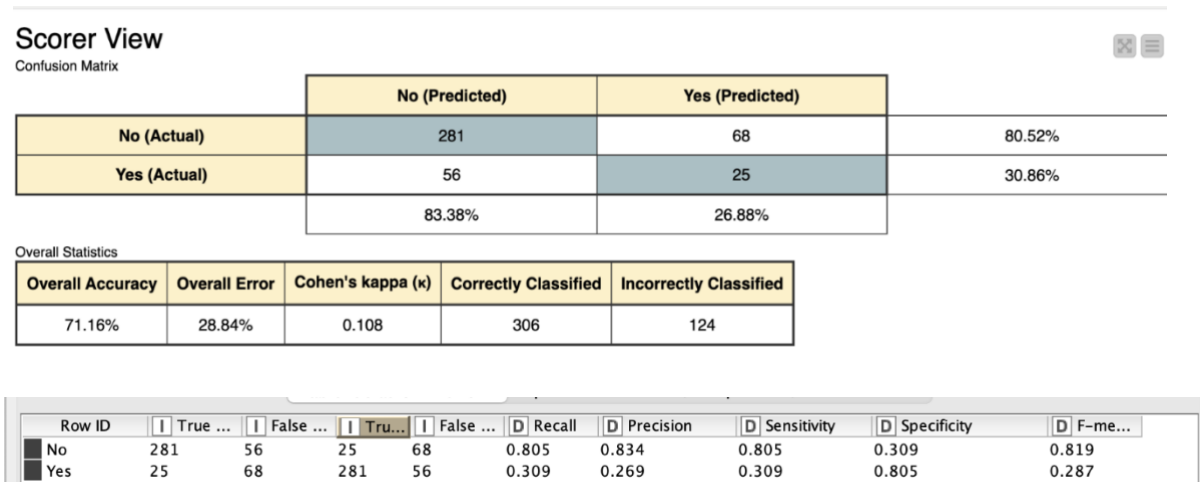 Scorer View
Confusion Matrix
No (Predicted) Yes (Predicted)
No (Actual) 281 68 80.52%
Yes (Actual) 56 25 30.86%
83.38% 26.88%
Overall Statistics
Overall Accuracy Overall Error Cohen's kappa (κ) Correctly Classified Incorrectly Classified
71.16% 28.84% 0.108 306 124
Row ID I True ... I False ... I Tru... I False ... D Recall D Precision D Sensitivity D Specificity D F-me...
No 281 56 25 68 0.805 0.834 0.805 0.309 0.819
Yes 25 68 281 56 0.309 0.269 0.309 0.805 0.287